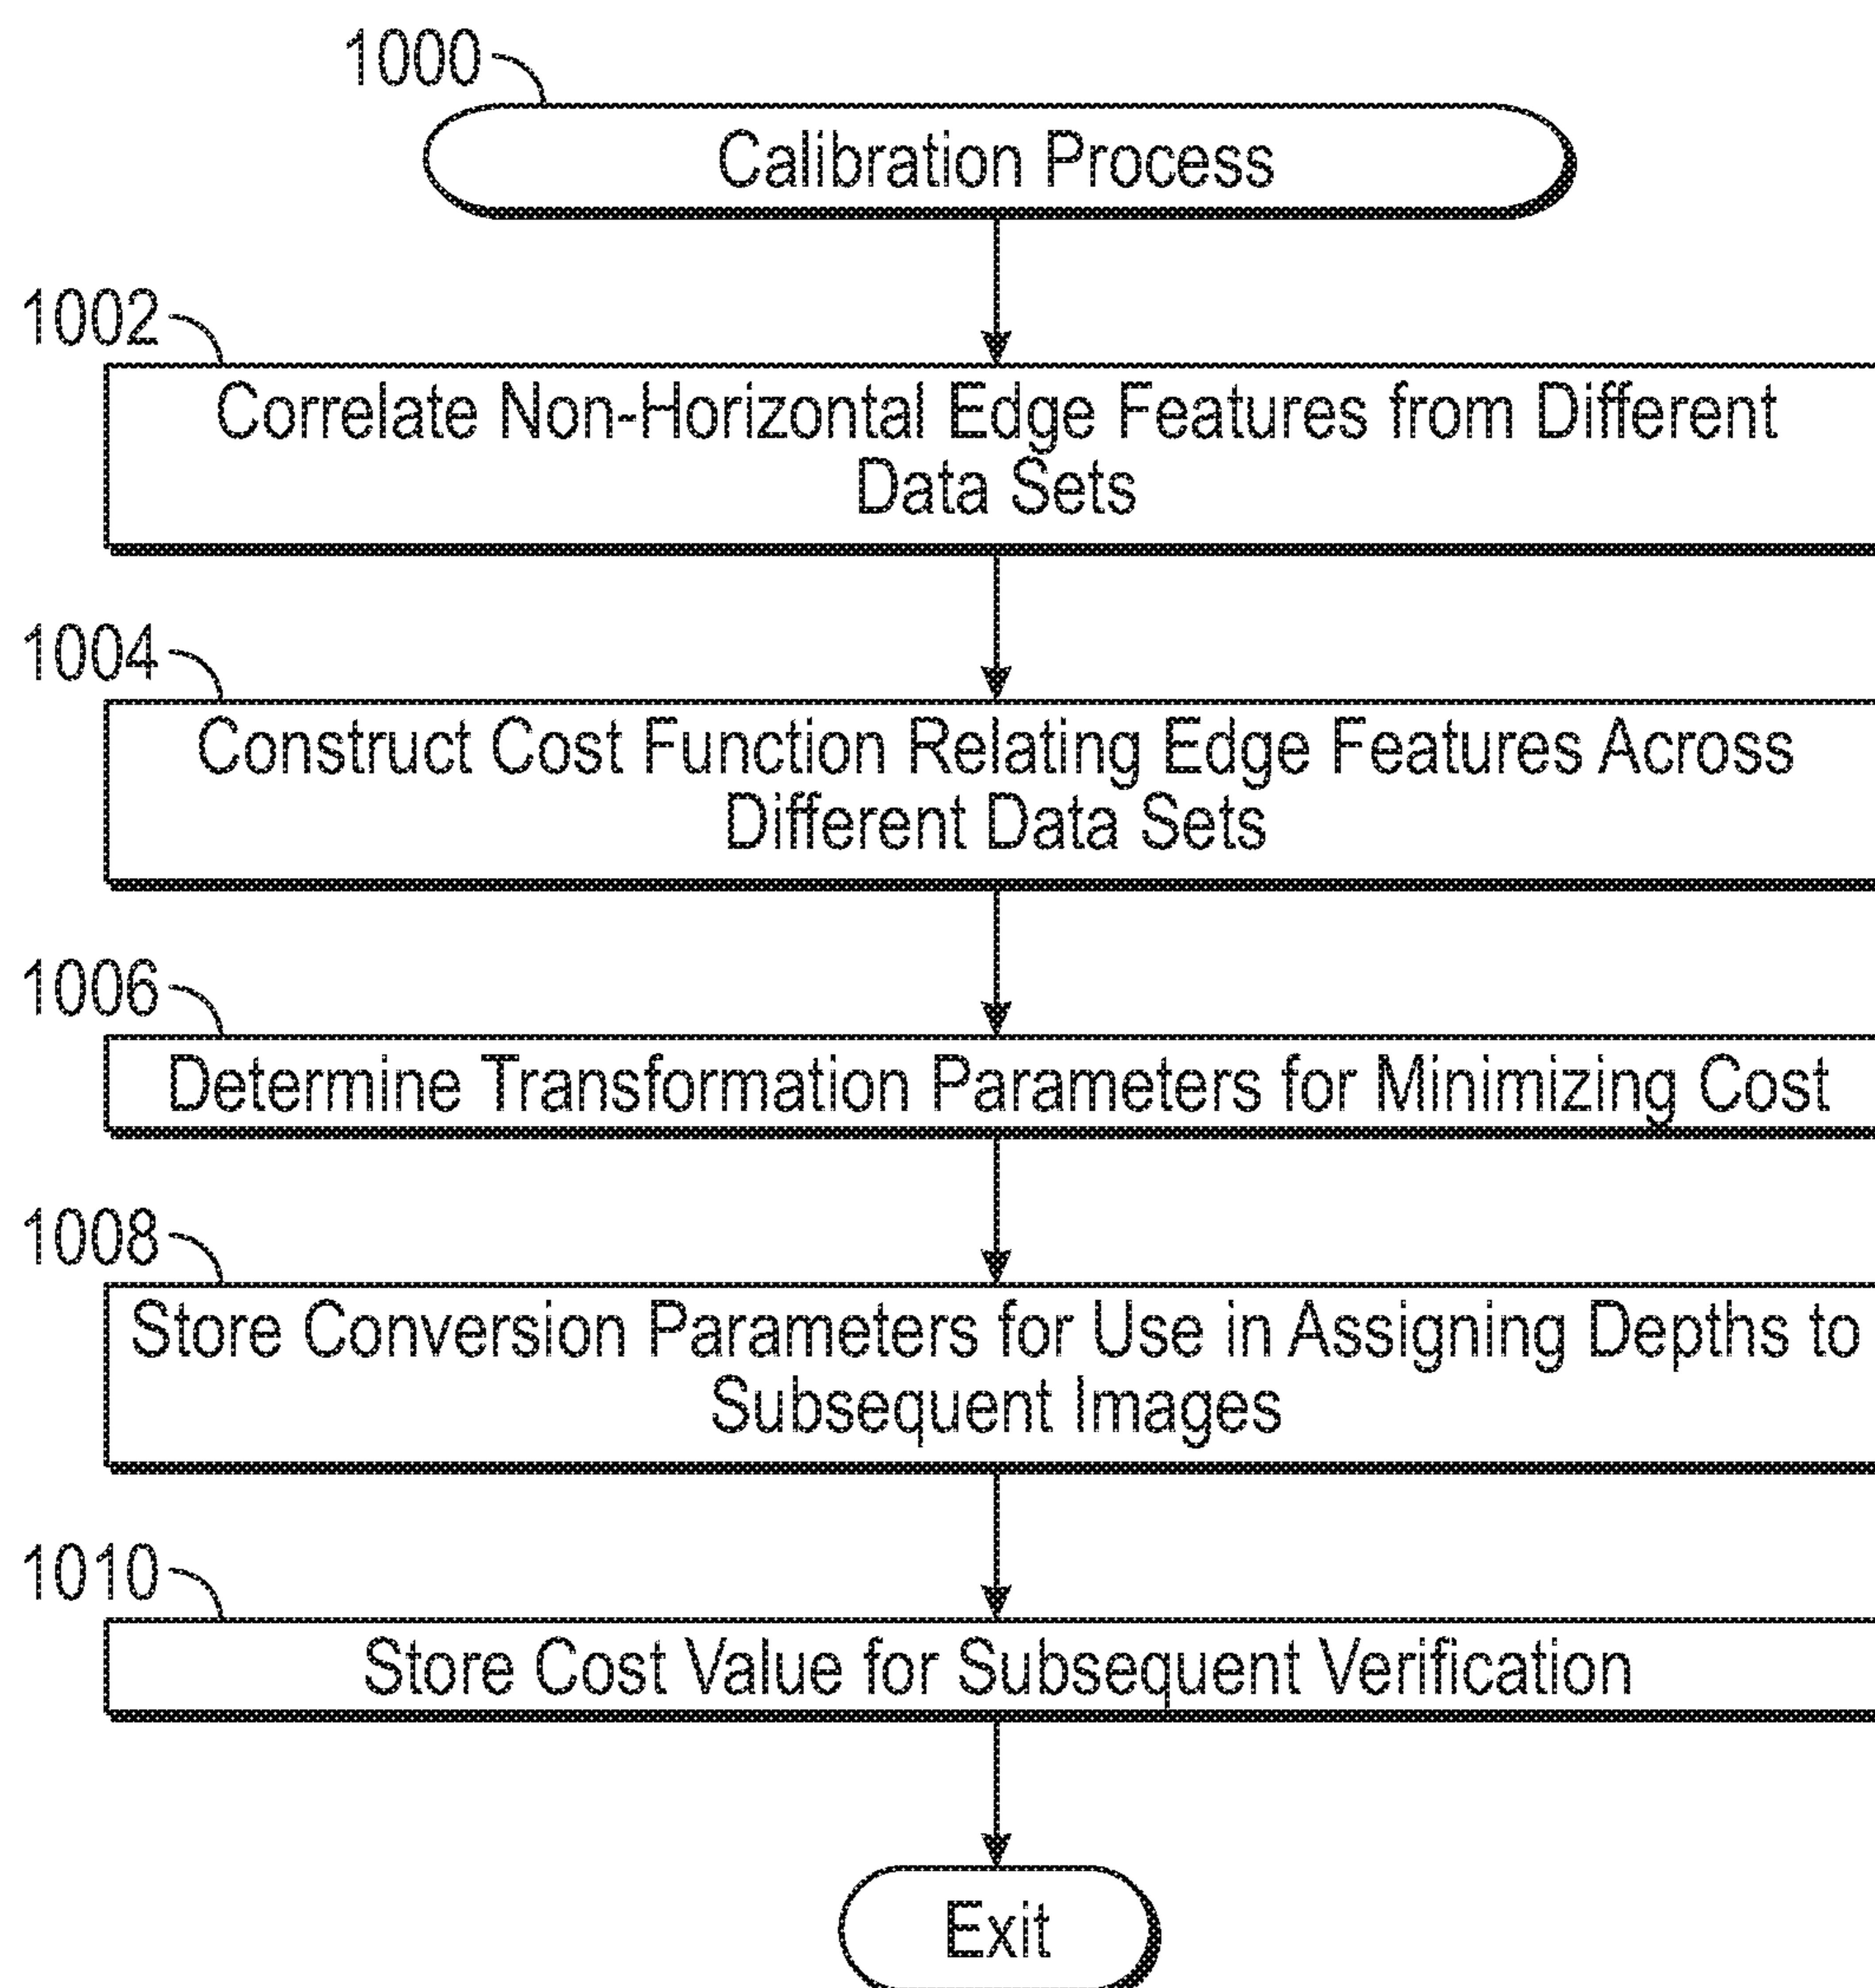 1000
Calibration Process
1002
Correlate Non-Horizontal Edge Features from Different
Data Sets
1004
Construct Cost Function Relating Edge Features Across
Different Data Sets
1006
Determine Transformation Parameters for Minimizing Cost
1008
Store Conversion Parameters for Use in Assigning Depths to
Subsequent Images
1010
Store Cost Value for Subsequent Verification
Exit